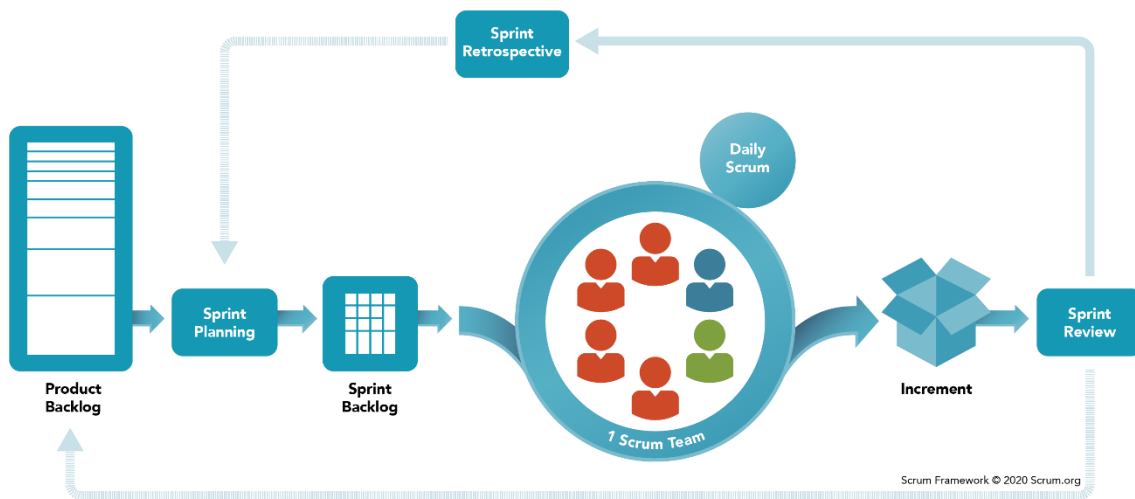 Sprint
Retrospective
Daily
Scrum
Sprint
Planning
Sprint
Review
Product
Backlog
Sprint
Backlog
Increment
1 Scrum Team
Scrum Framework © 2020 Scrum.org